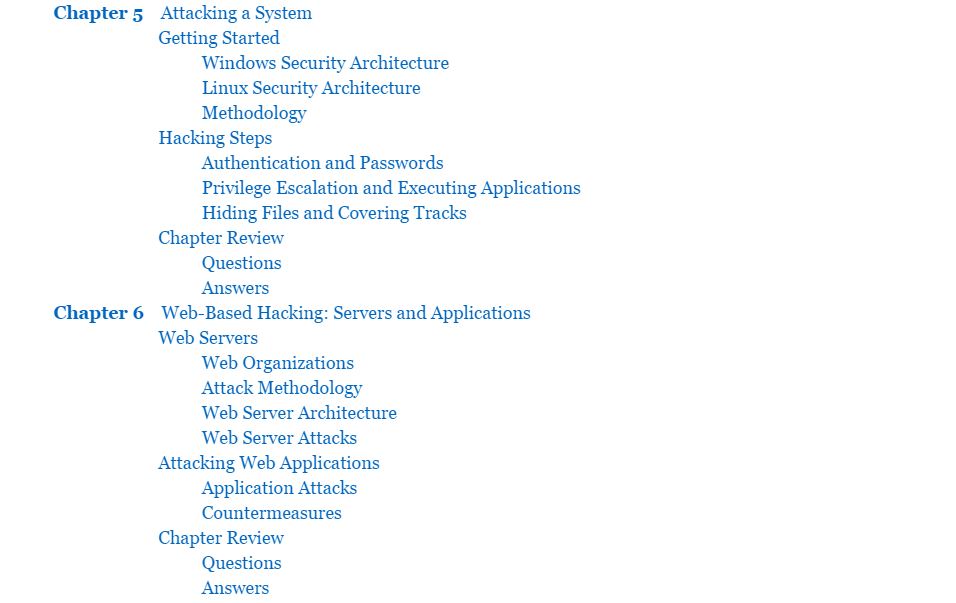 Chapter 5 Attacking a System
Getting Started
Windows Security Architecture
Linux Security Architecture
Methodology
Hacking Steps
Authentication and Passwords
Privilege Escalation and Executing Applications
Hiding Files and Covering Tracks
Chapter Review
Questions
Answers
Chapter 6 Web-Based Hacking: Servers and Applications
Web Servers
Web Organizations
Attack Methodology
Web Server Architecture
Web Server Attacks
Attacking Web Applications
Application Attacks
Countermeasures
Chapter Review
Questions
Answers